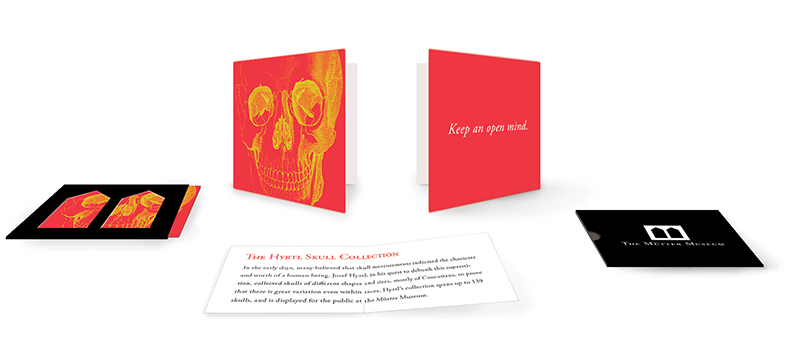 Keep an open mind.
THE MÜTTER MUSEUM
THE HYRTL SKULL COLLECTION
In the early days, many believed that skull measurements indicated the character
and worth of a human being. Josef Hyrtl, in his quest to debunk this supersti-
tion, collected skulls of different shapes and sizes, mostly of Caucasians, to prove
that there is great variation even within races. Hyrtl's collection spans up to 139
skulls, and is displayed for the public at the Mütter Museum.